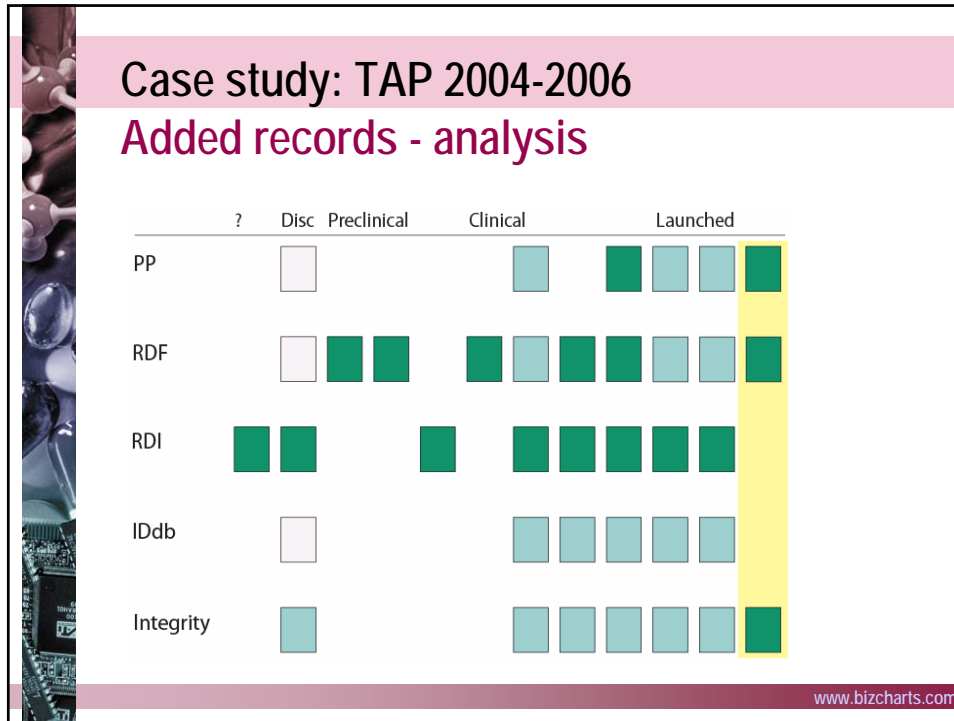 Case study: TAP 2004-2006
Added records - analysis
? Disc Preclinical Clinical Launched
PP
RDF
RDI
IDdb
Integrity
www.bizcharts.com